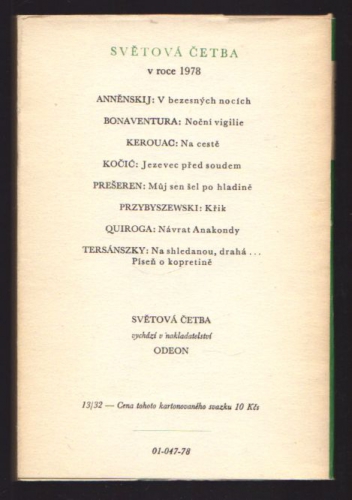 SVĚTOVÁ ČETBA
v roce 1978
ANNĚNSKIJ: V bezesných nocích
BONAVENTURA: Noční vigilie
KEROUAC: Na cestě
KOČIĆ: Jezevec před soudem
PREŠEREN: Můj sen šel po hladině
PRZYBYSZEWSKI: Křik
QUIROGA: Návrat Anakondy
TERSÁNSZKY: Na shledanou, drahá ...
Píseň o kopretině
SVĚTOVÁ ČETBA
vychází v nakladatelství
ODEON
13/32 — Cena tohoto kartonovaného svazku 10 Kčs
01-047-78